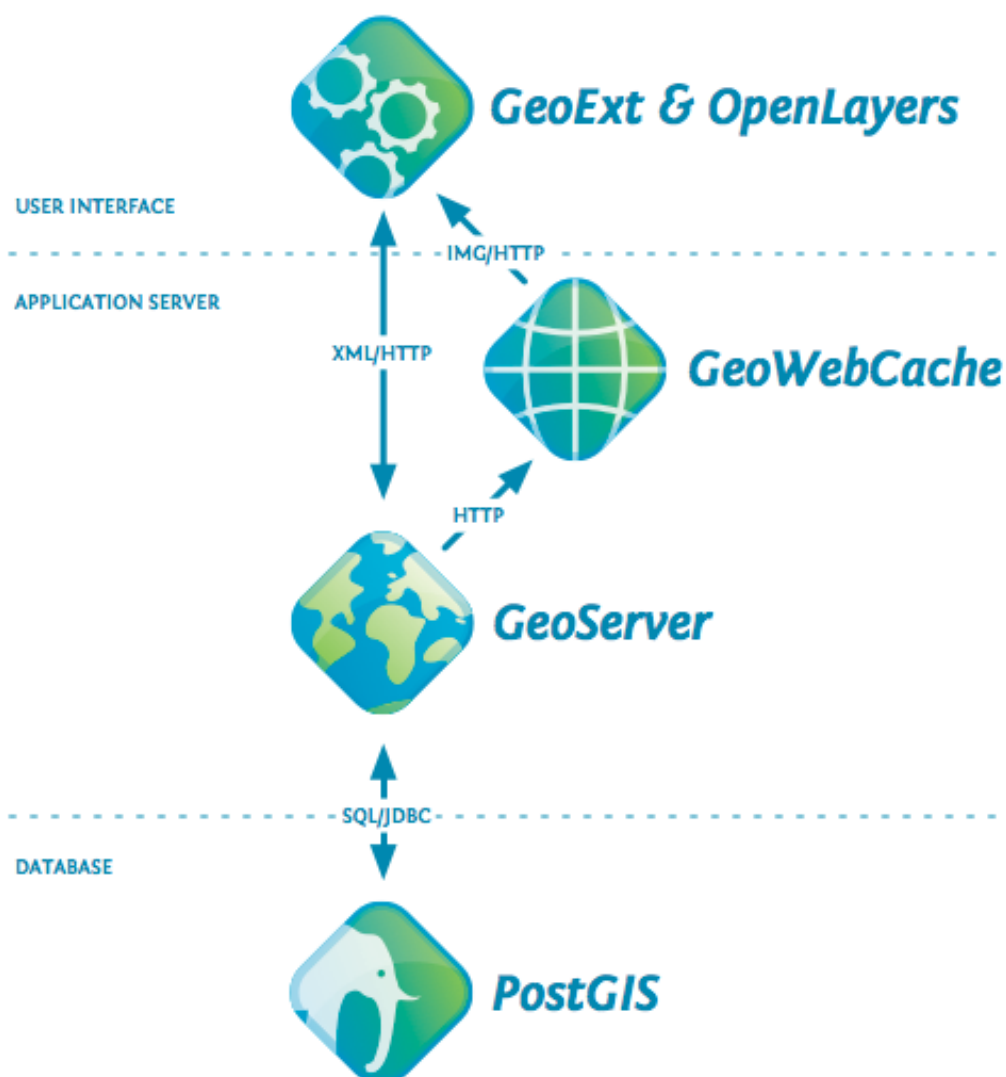 GeoExt & OpenLayers
USER INTERFACE
IMG/HTTP
APPLICATION SERVER
XML/HTTP
GeoWebCache
HTTP
GeoServer
SQL/JDBC
DATABASE
PostGIS